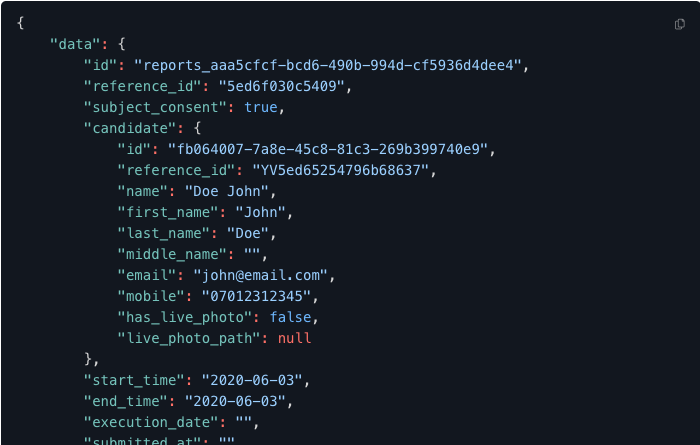 {
    "data": {
        "id": "reports_aaa5cfcf-bcd6-490b-994d-cf5936d4dee4",
        "reference_id": "5ed6f030c5409",
        "subject_consent": true,
        "candidate": {
            "id": "fb064007-7a8e-45c8-81c3-269b399740e9",
            "reference_id": "YV5ed65254796b68637",
            "name": "Doe John",
            "first_name": "John",
            "last_name": "Doe",
            "middle_name": "",
            "email": "john@email.com",
            "mobile": "07012312345",
            "has_live_photo": false,
            "live_photo_path": null
        },
        "start_time": "2020-06-03",
        "end_time": "2020-06-03",
        "execution_date": "",
        "submitted_at": ""